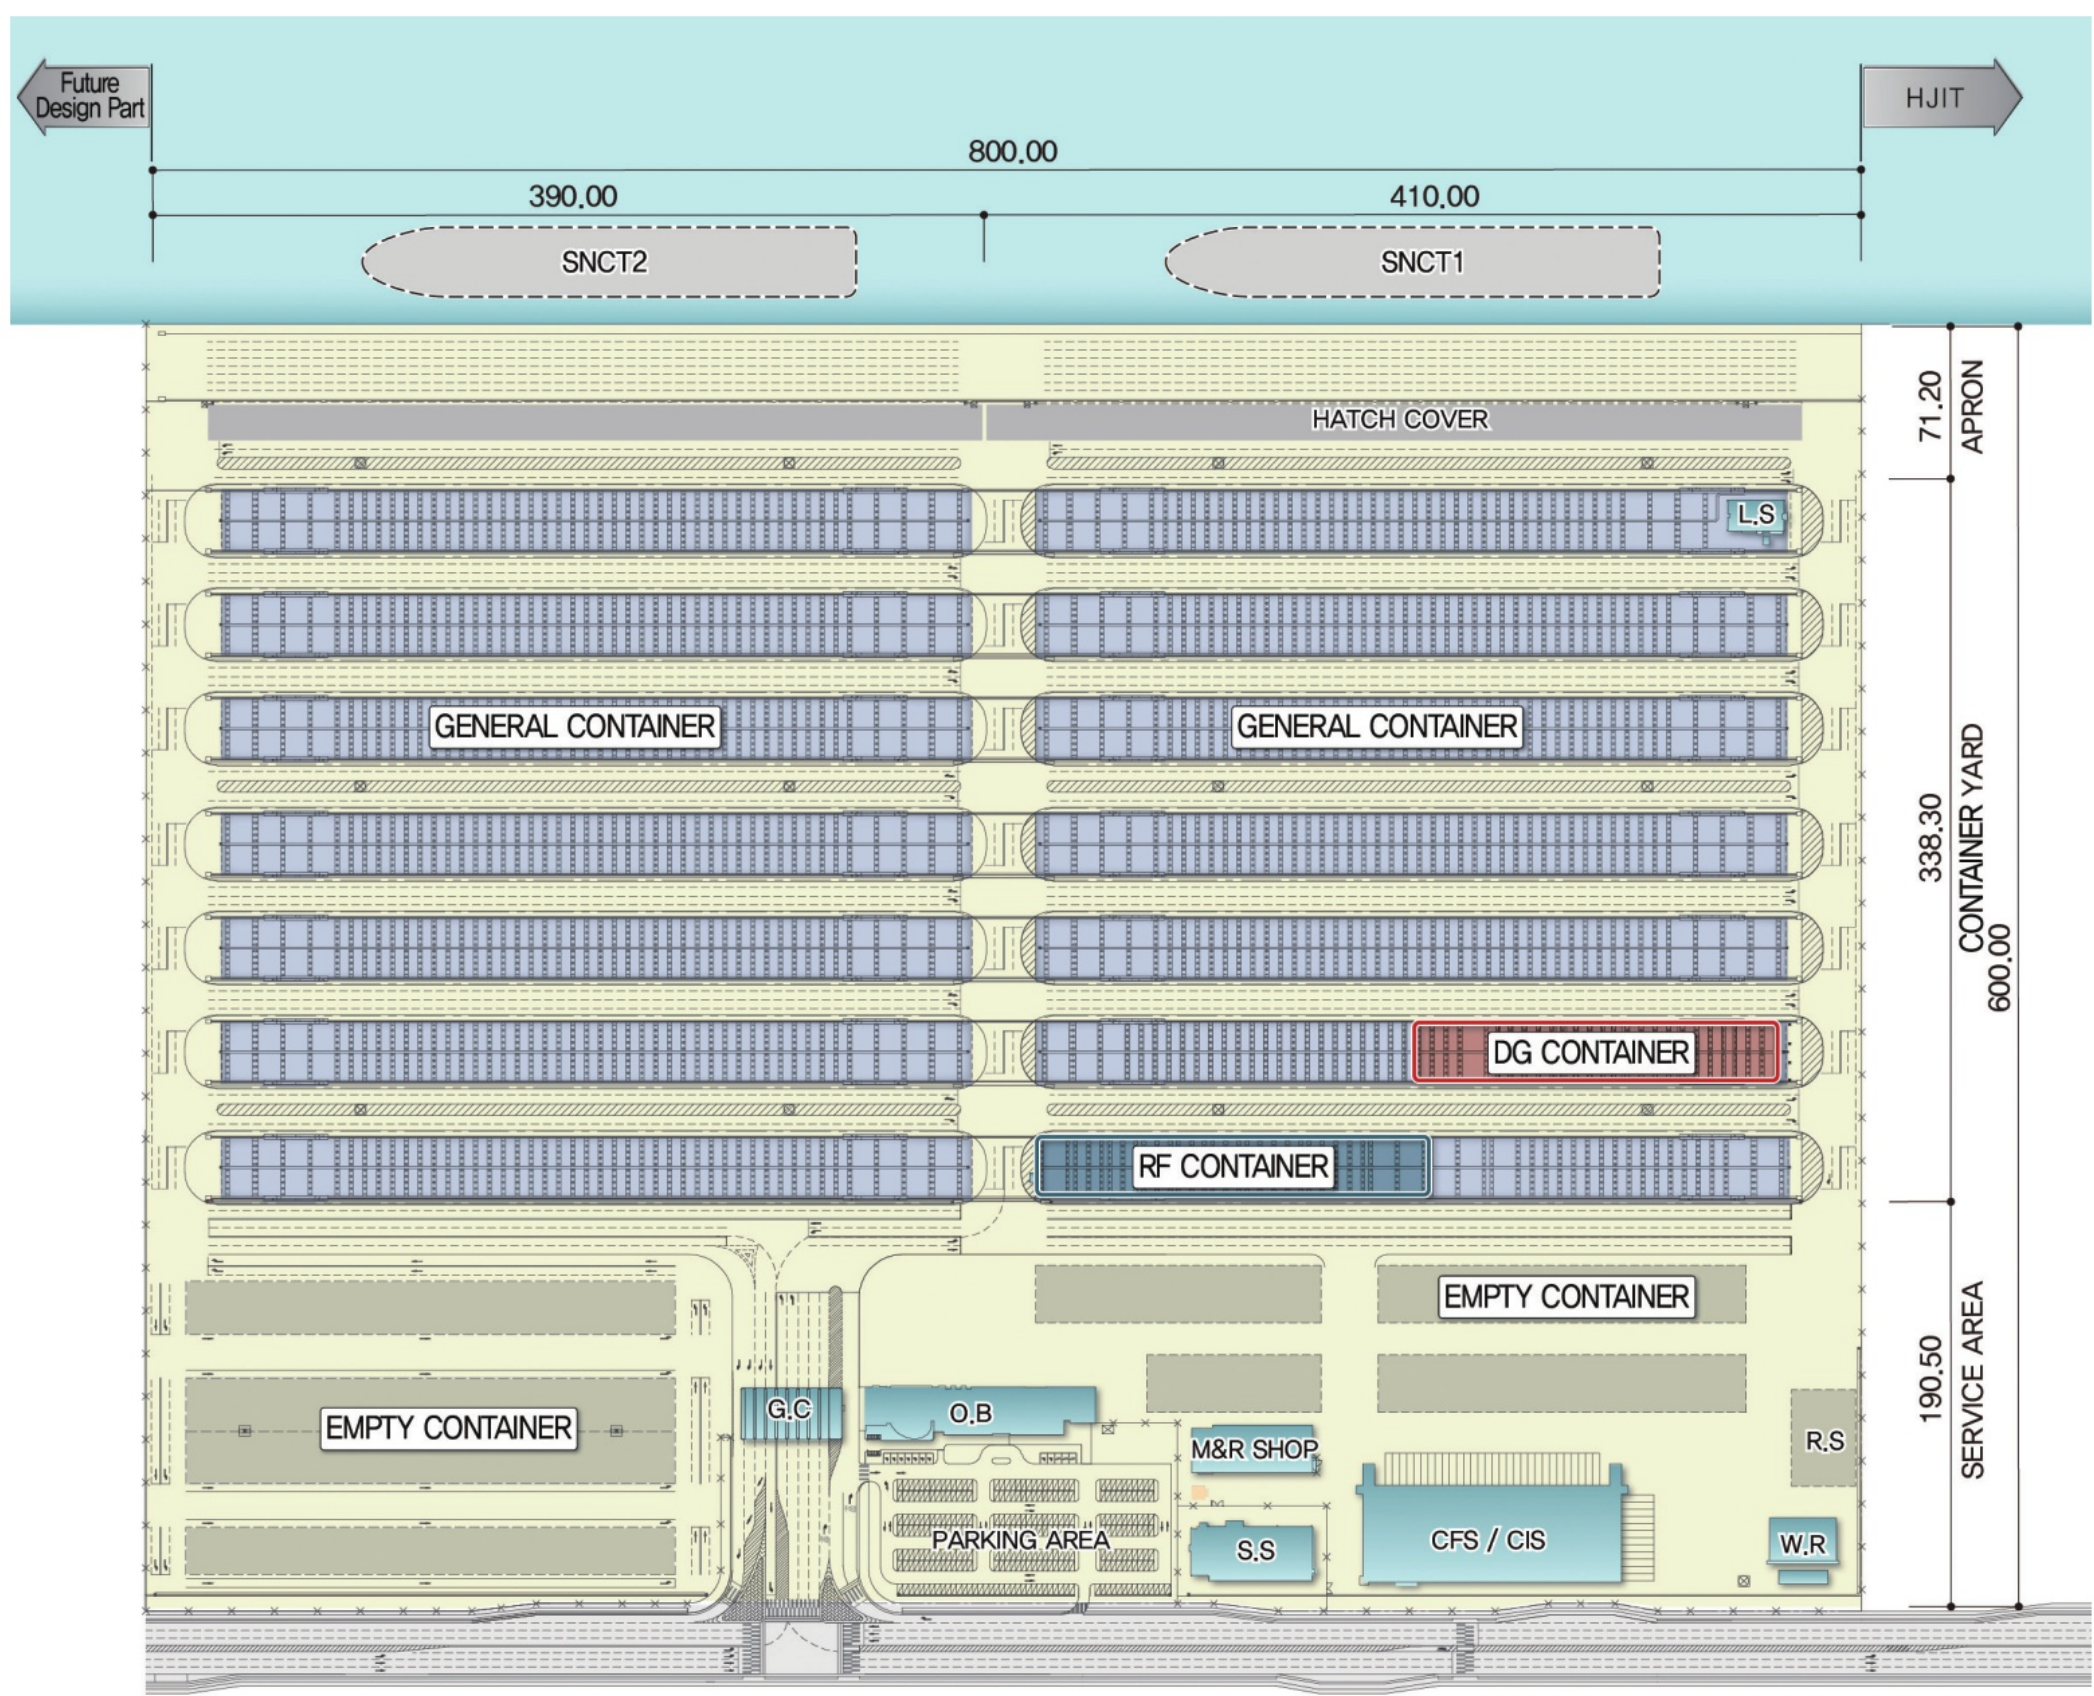 Future
Design Part
HJIT
800.00
390.00
410.00
SNCT2
SNCT1
HATCH COVER
71.20
APRON
L.S
GENERAL CONTAINER
GENERAL CONTAINER
338.30
CONTAINER YARD
600.00
DG CONTAINER
RF CONTAINER
EMPTY CONTAINER
EMPTY CONTAINER
G.C
O.B
M&R SHOP
R.S
190.50
SERVICE AREA
PARKING AREA
S.S
CFS / CIS
W.R